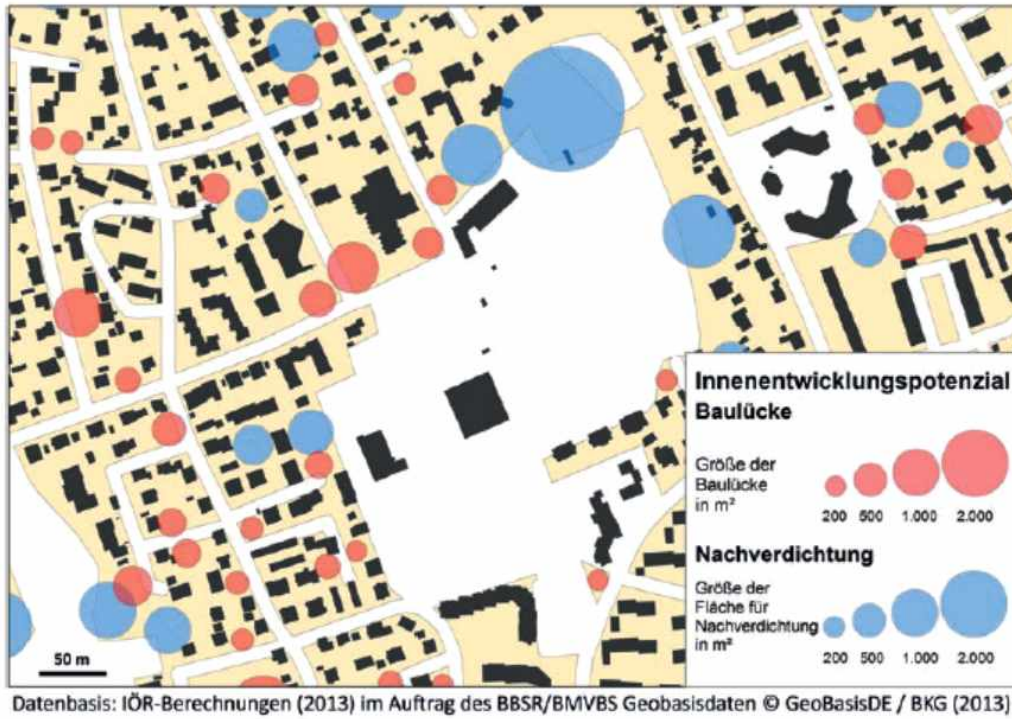 Innenentwicklungspotenzial
Baulücke
Größe der
Baulücke
in m²
200 500 1.000 2.000
Nachverdichtung
Größe der
Fläche für
Nachverdichtung
in m²
200 500 1.000 2.000
50 m
Datenbasis: IÖR-Berechnungen (2013) im Auftrag des BBSR/BMVBS Geobasisdaten © GeoBasisDE / BKG (2013)